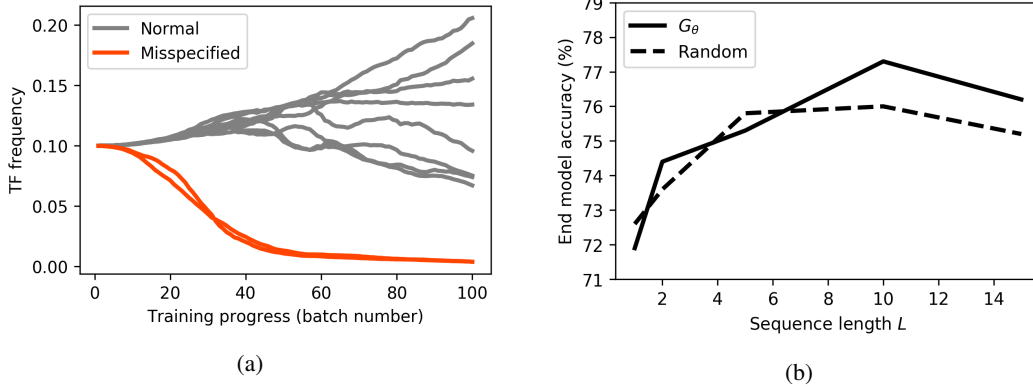 0.20
0.15
0.10
0.05
0.00
TF frequency
Normal
Misspecified
0
20
40
60
80
100
Training progress (batch number)
(a)
79
78
77
76
75
74
73
72
71
End model accuracy (%)
G_θ
Random
2
4
6
8
10
12
14
Sequence length L
(b)